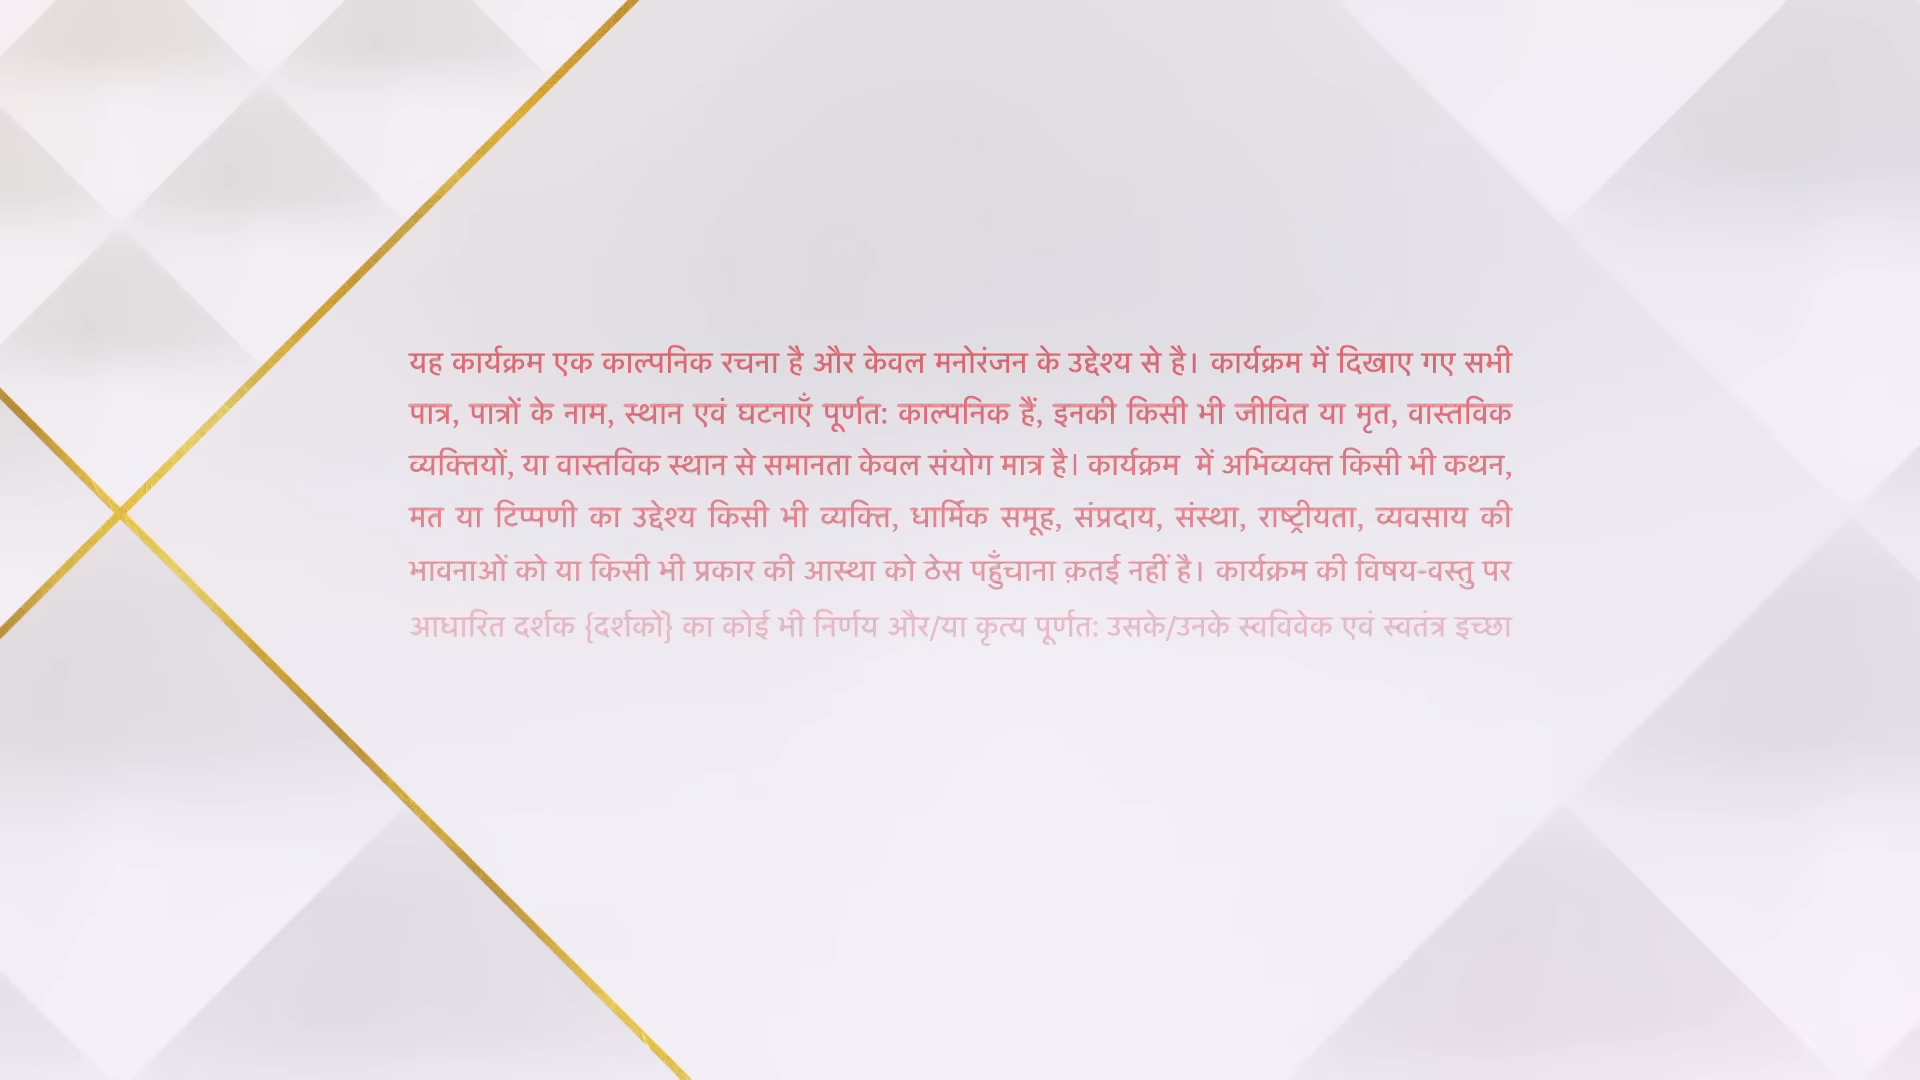 यह कार्यक्रम एक काल्पनिक रचना है और केवल मनोरंजन के उद्देश्य से है। कार्यक्रम में दिखाए गए सभी
पात्र, पात्रों के नाम, स्थान एवं घटनाएँ पूर्णत: काल्पनिक हैं, इनकी किसी भी जीवित या मृत, वास्तविक
व्यक्तियों, या वास्तविक स्थान से समानता केवल संयोग मात्र है। कार्यक्रम में अभिव्यक्त किसी भी कथन,
मत या टिप्पणी का उद्देश्य किसी भी व्यक्ति, धार्मिक समूह, संप्रदाय, संस्था, राष्ट्रीयता, व्यवसाय की
भावनाओं को या किसी भी प्रकार की आस्था को ठेस पहुँचाना क़तई नहीं है। कार्यक्रम की विषय-वस्तु पर
आधारित दर्शक {दर्शकों} का कोई भी निर्णय और/या कृत्य पूर्णत: उसके/उनके स्वविवेक एवं स्वतंत्र इच्छा